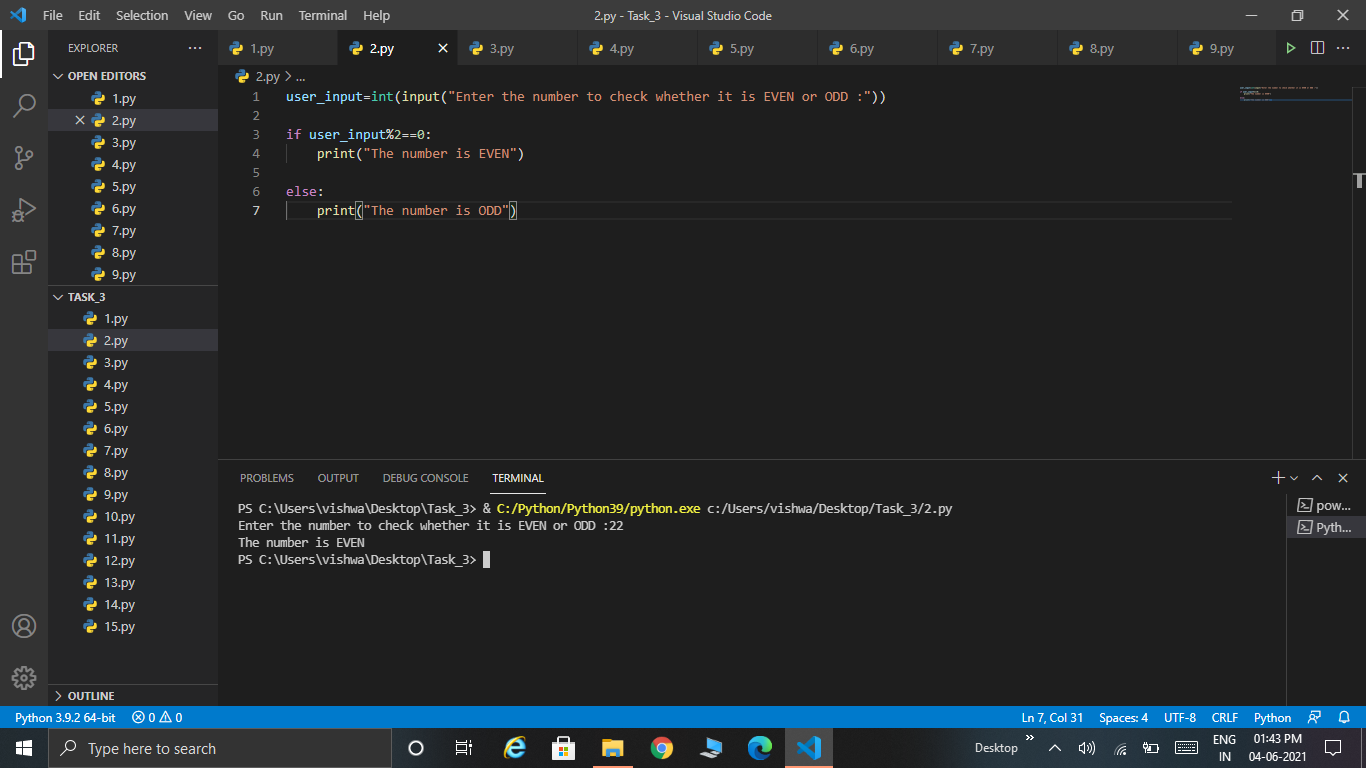 File Edit Selection View Go Run Terminal Help 2.py - Task_3 - Visual Studio Code
EXPLORER
OPEN EDITORS
1.py
2.py
3.py
4.py
5.py
6.py
7.py
8.py
9.py
TASK_3
1.py
2.py
3.py
4.py
5.py
6.py
7.py
8.py
9.py
10.py
11.py
12.py
13.py
14.py
15.py
OUTLINE
1.py 2.py 3.py 4.py 5.py 6.py 7.py 8.py 9.py
2.py > ...
1 user_input=int(input("Enter the number to check whether it is EVEN or ODD :"))
2
3 if user_input%2==0:
4     print("The number is EVEN")
5
6 else:
7     print("The number is ODD")
PROBLEMS OUTPUT DEBUG CONSOLE TERMINAL
PS C:\Users\vishwa\Desktop\Task_3> & C:/Python/Python39/python.exe c:/Users/vishwa/Desktop/Task_3/2.py
Enter the number to check whether it is EVEN or ODD :22
The number is EVEN
PS C:\Users\vishwa\Desktop\Task_3>
pow...
Pyth...
Python 3.9.2 64-bit 0 0 Ln 7, Col 31 Spaces: 4 UTF-8 CRLF Python
Type here to search Desktop ENG IN 01:43 PM 04-06-2021